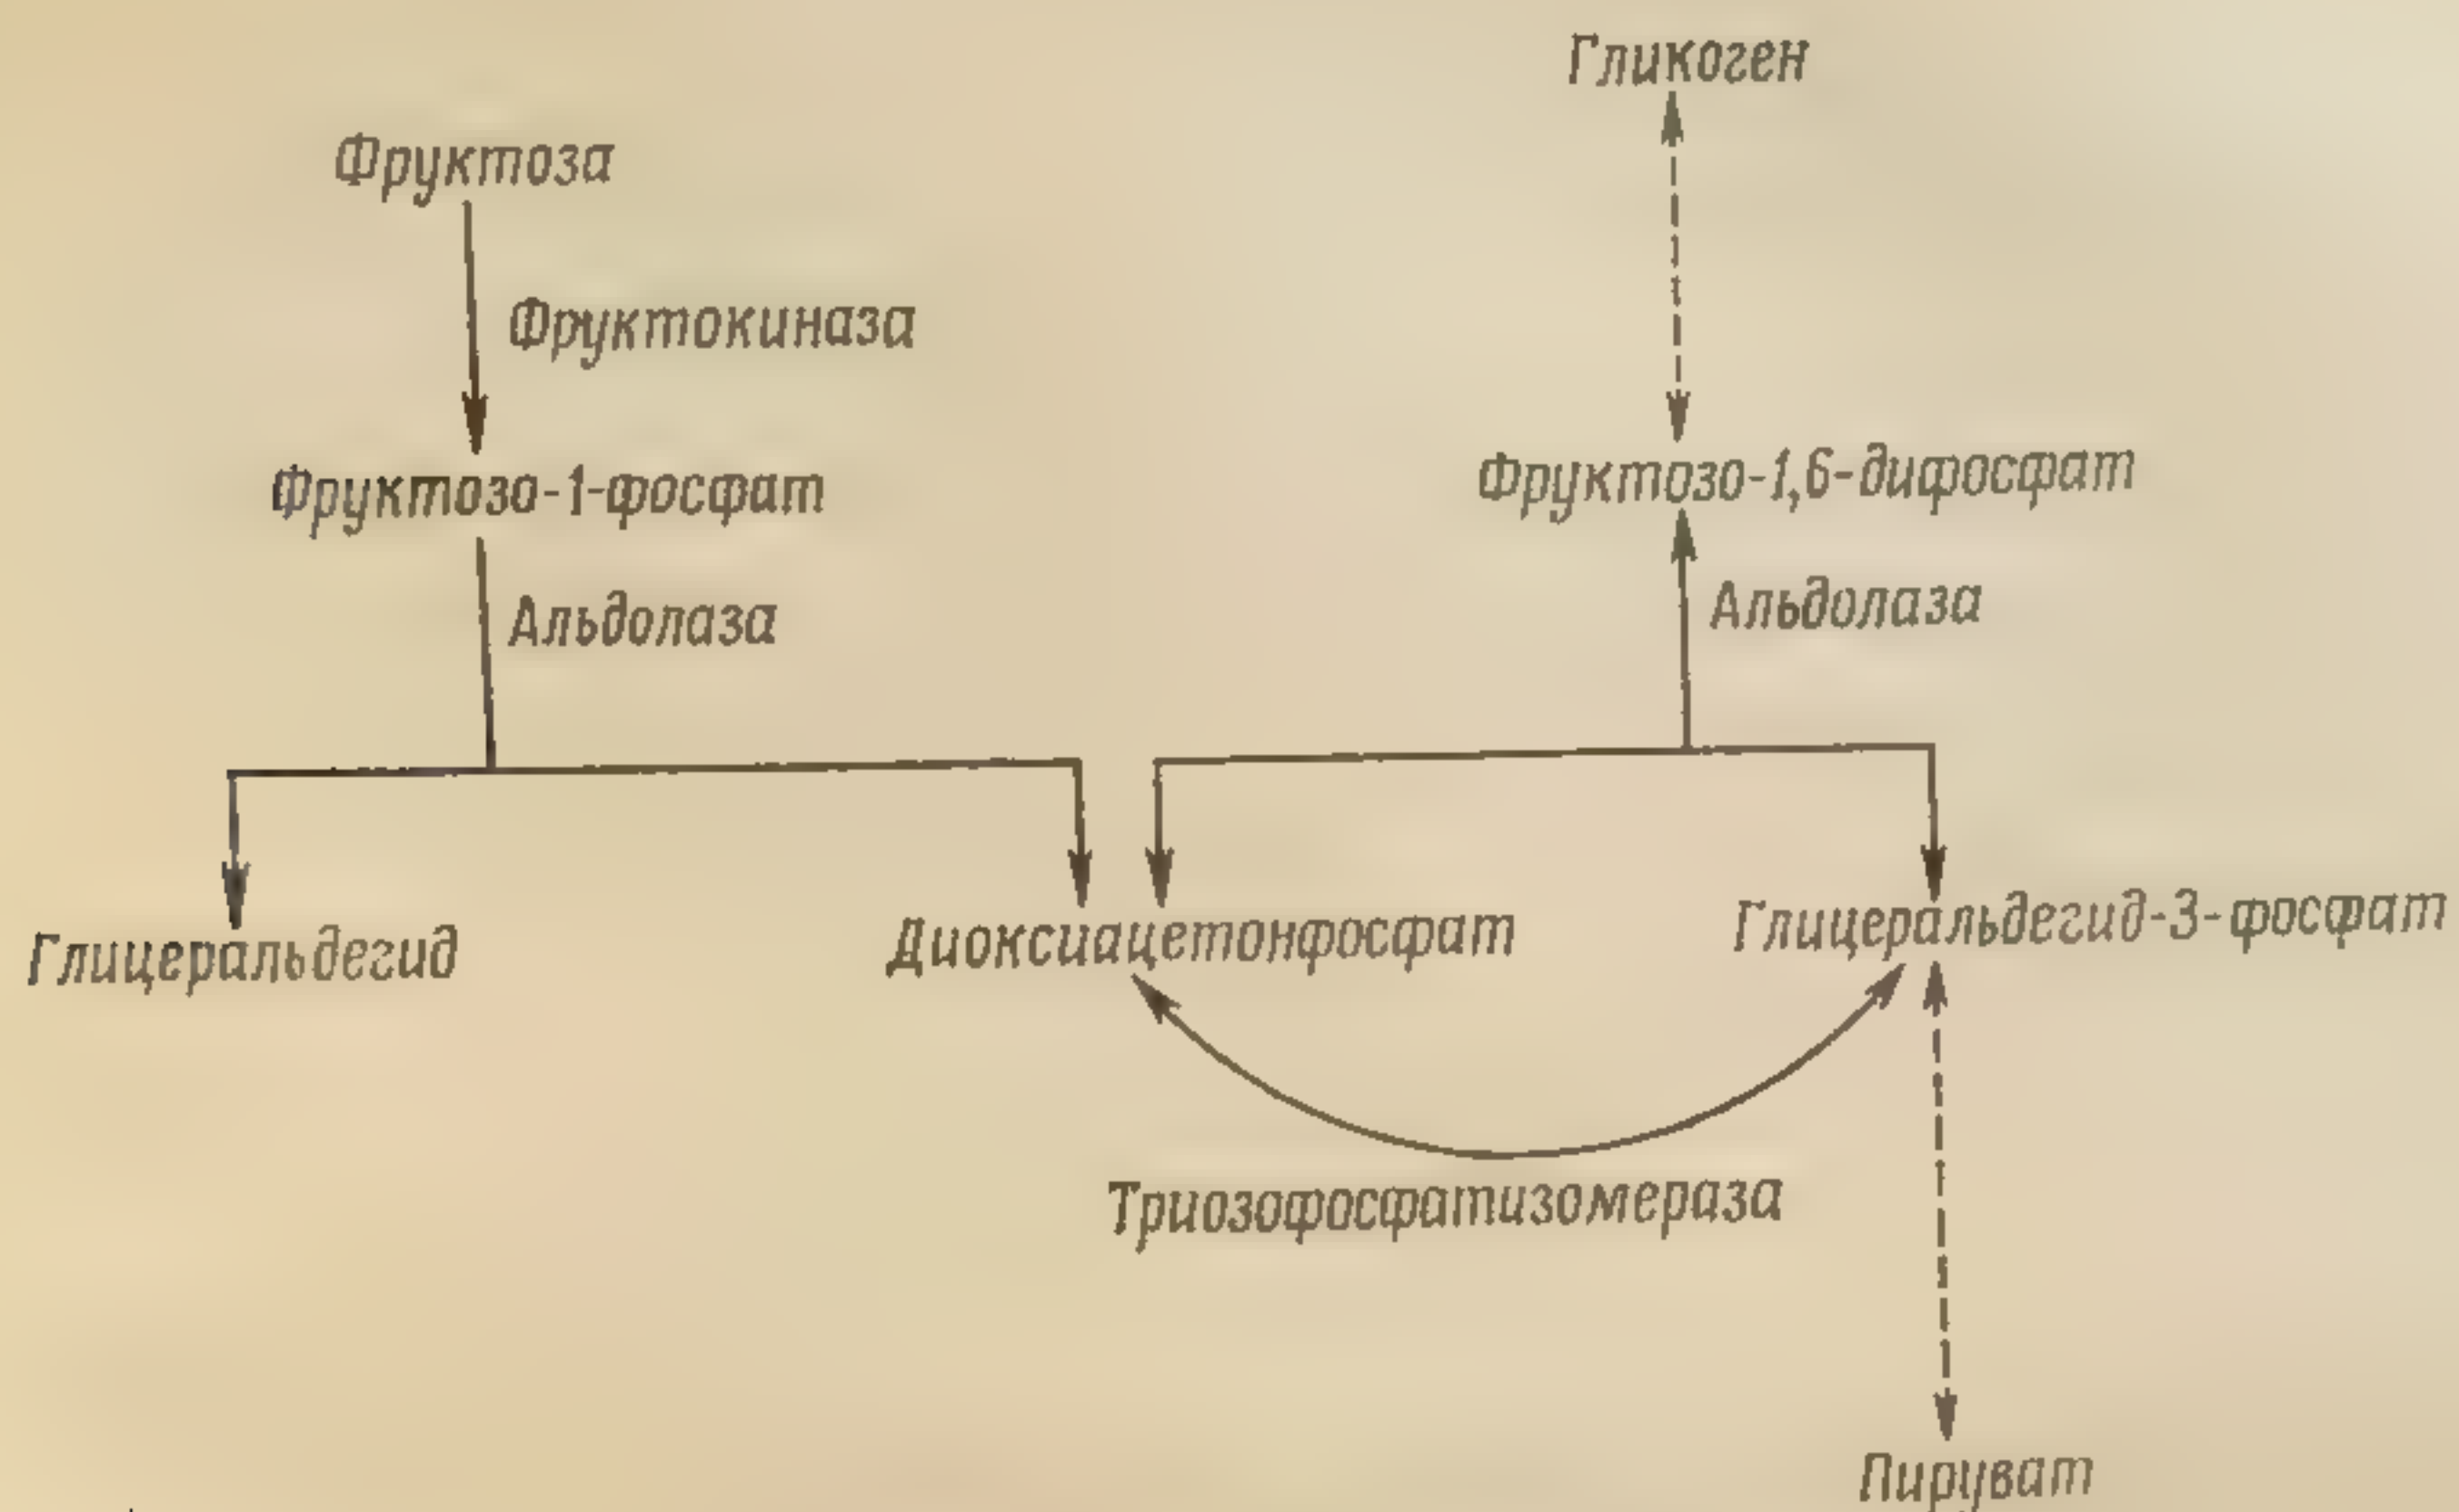 Гликоген
Фруктоза
Фруктокиназа
Фруктозо-1-фосфат
Фруктозо-1,6-дифосфат
Альдолаза
Альдолаза
Глицеральдегид
Диоксиацетонфосфат
Глицеральдегид-3-фосфат
Триозофосфатизомераза
Пируват